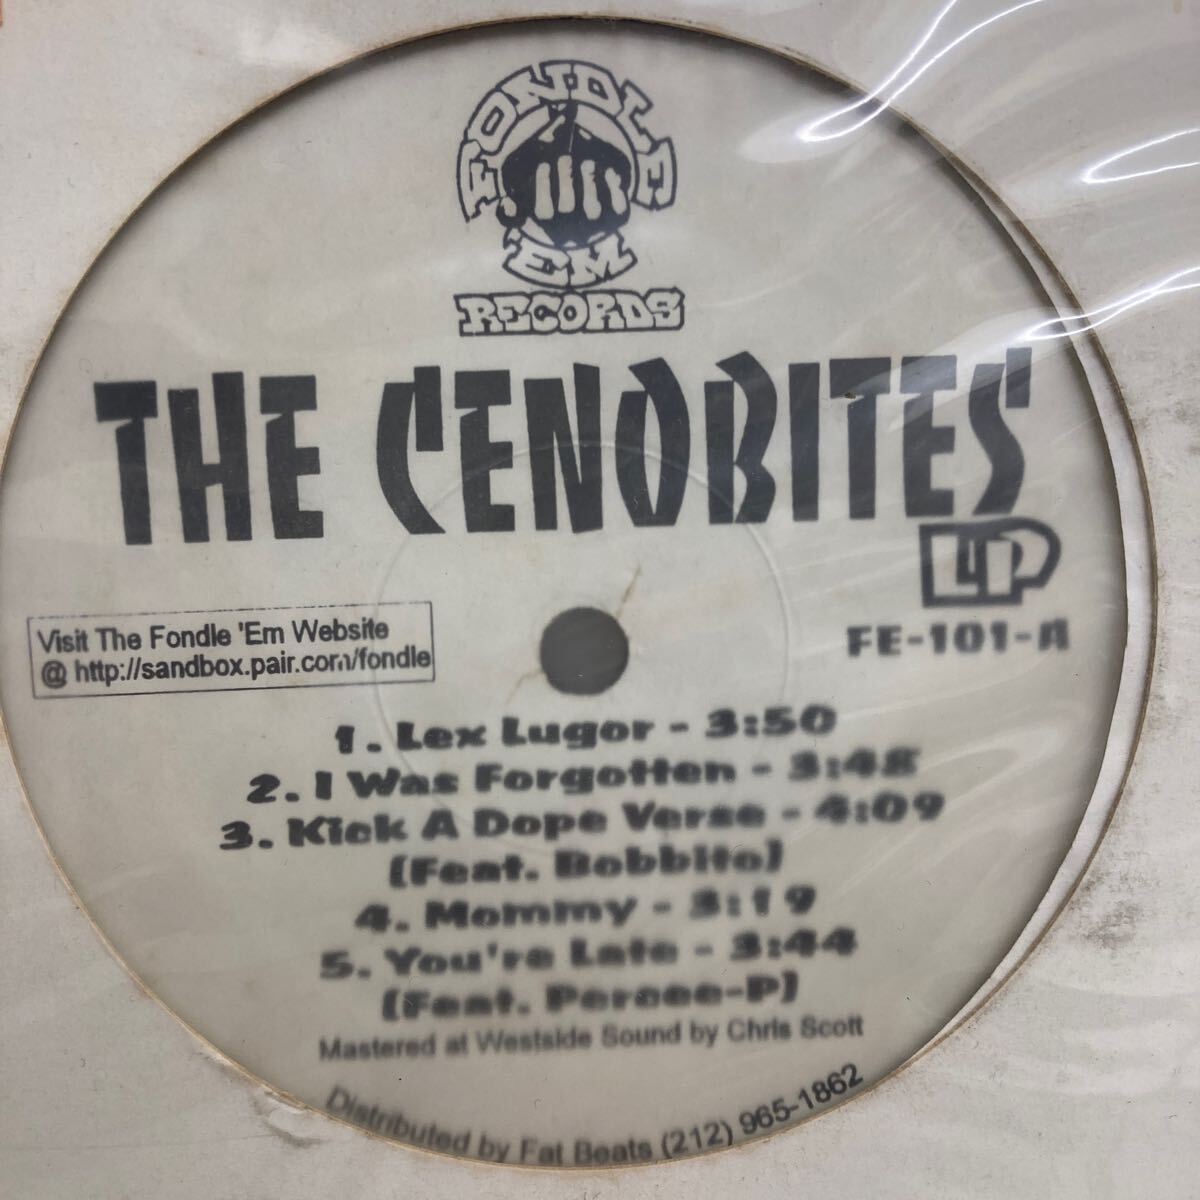 FONDLE
'EM
RECORDS
THE CENOBITES
LP
FE-101-A
Visit The Fondle 'Em Website
@ http://sandbox.pair.com/fondle
1. Lex Lugor - 3:50
2. I Was Forgotten - 3:48
3. Kick A Dope Verse - 4:09
(Feat. Bobbito)
4. Mommy - 3:19
5. You're Late - 3:44
(Feat. Percee-P)
Mastered at Westside Sound by Chris Scott
Distributed by Fat Beats (212) 965-1862